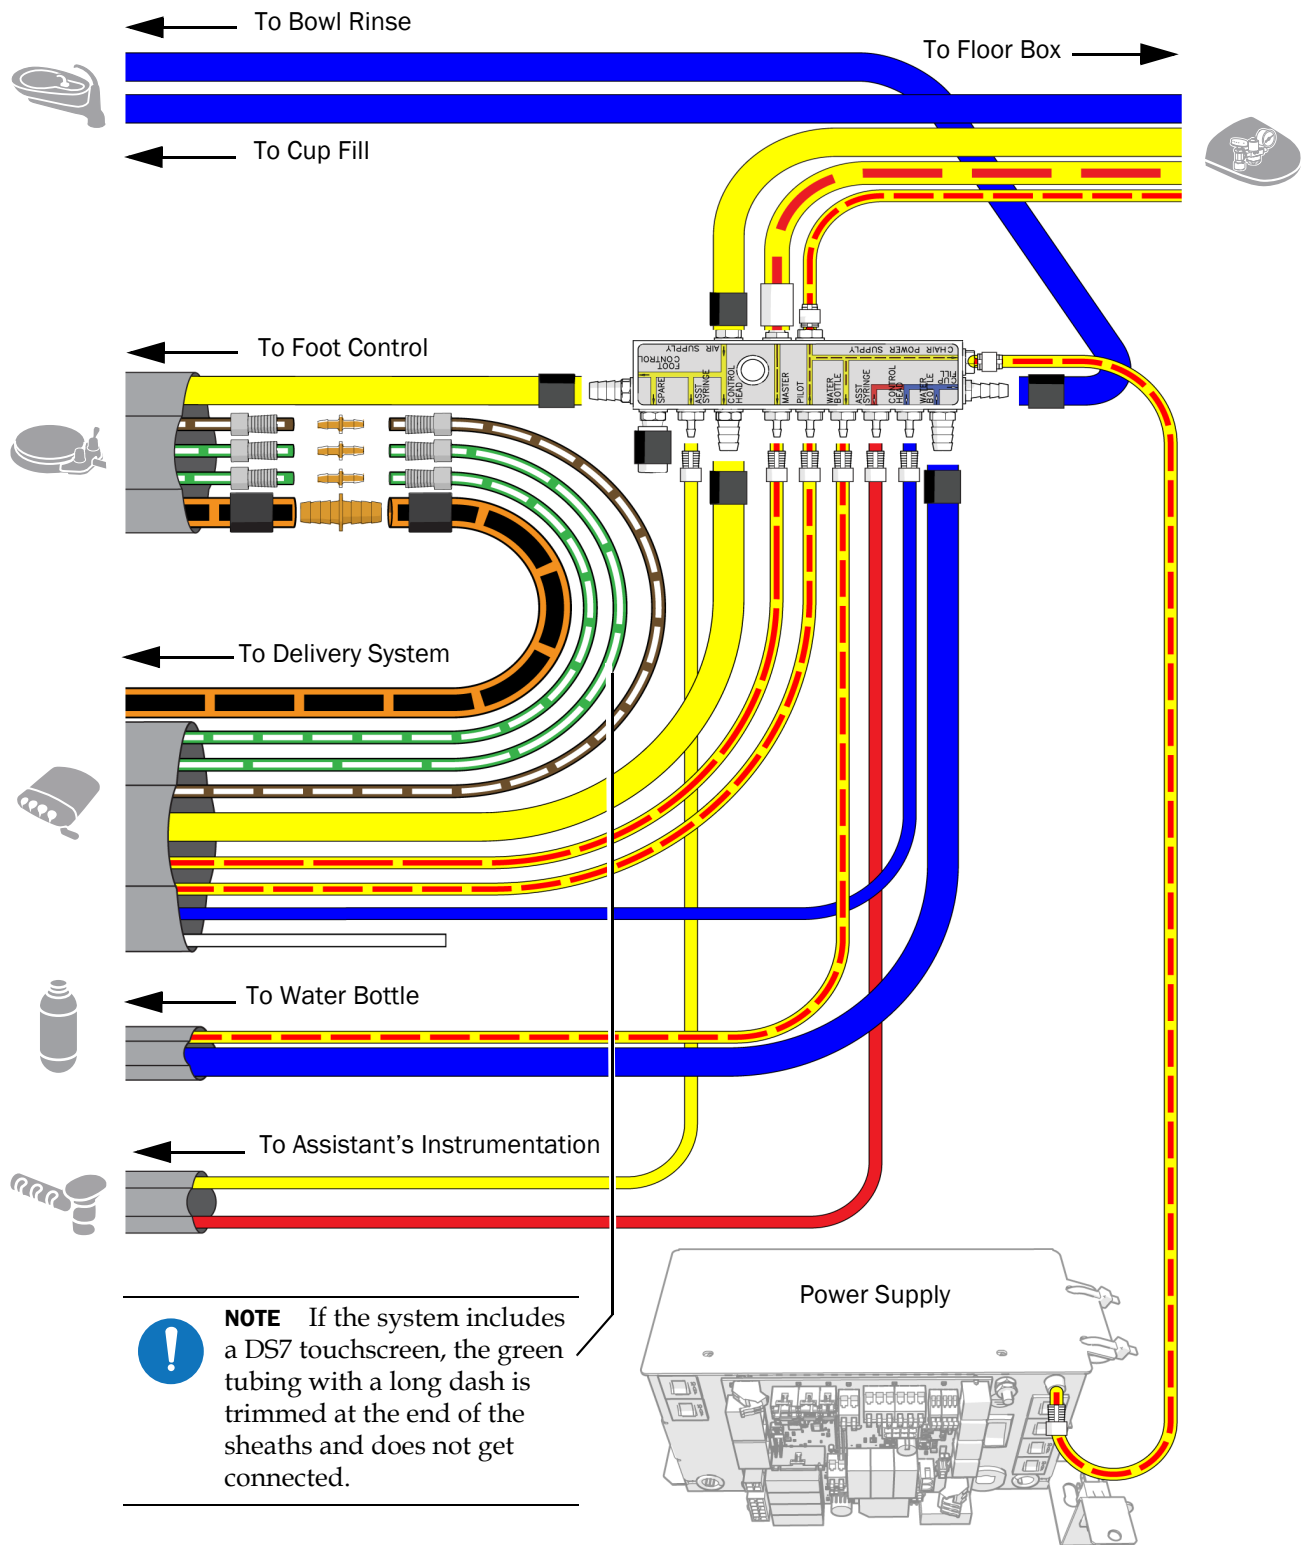 To Bowl Rinse
To Floor Box
To Cup Fill
To Foot Control
AIR SUPPLY
FOOT
CONTROL
CHAIR POWER SUPPLY
SPARE
ASST
SYRINGE
CONTROL
HEAD
MASTER
PILOT
WATER
BOTTLE
ASST
SYRINGE
CONTROL
HEAD
WATER
BOTTLE
FILL
To Delivery System
To Water Bottle
To Assistant's Instrumentation
Power Supply
NOTE If the system includes
a DS7 touchscreen, the green
tubing with a long dash is
trimmed at the end of the
sheaths and does not get
connected.